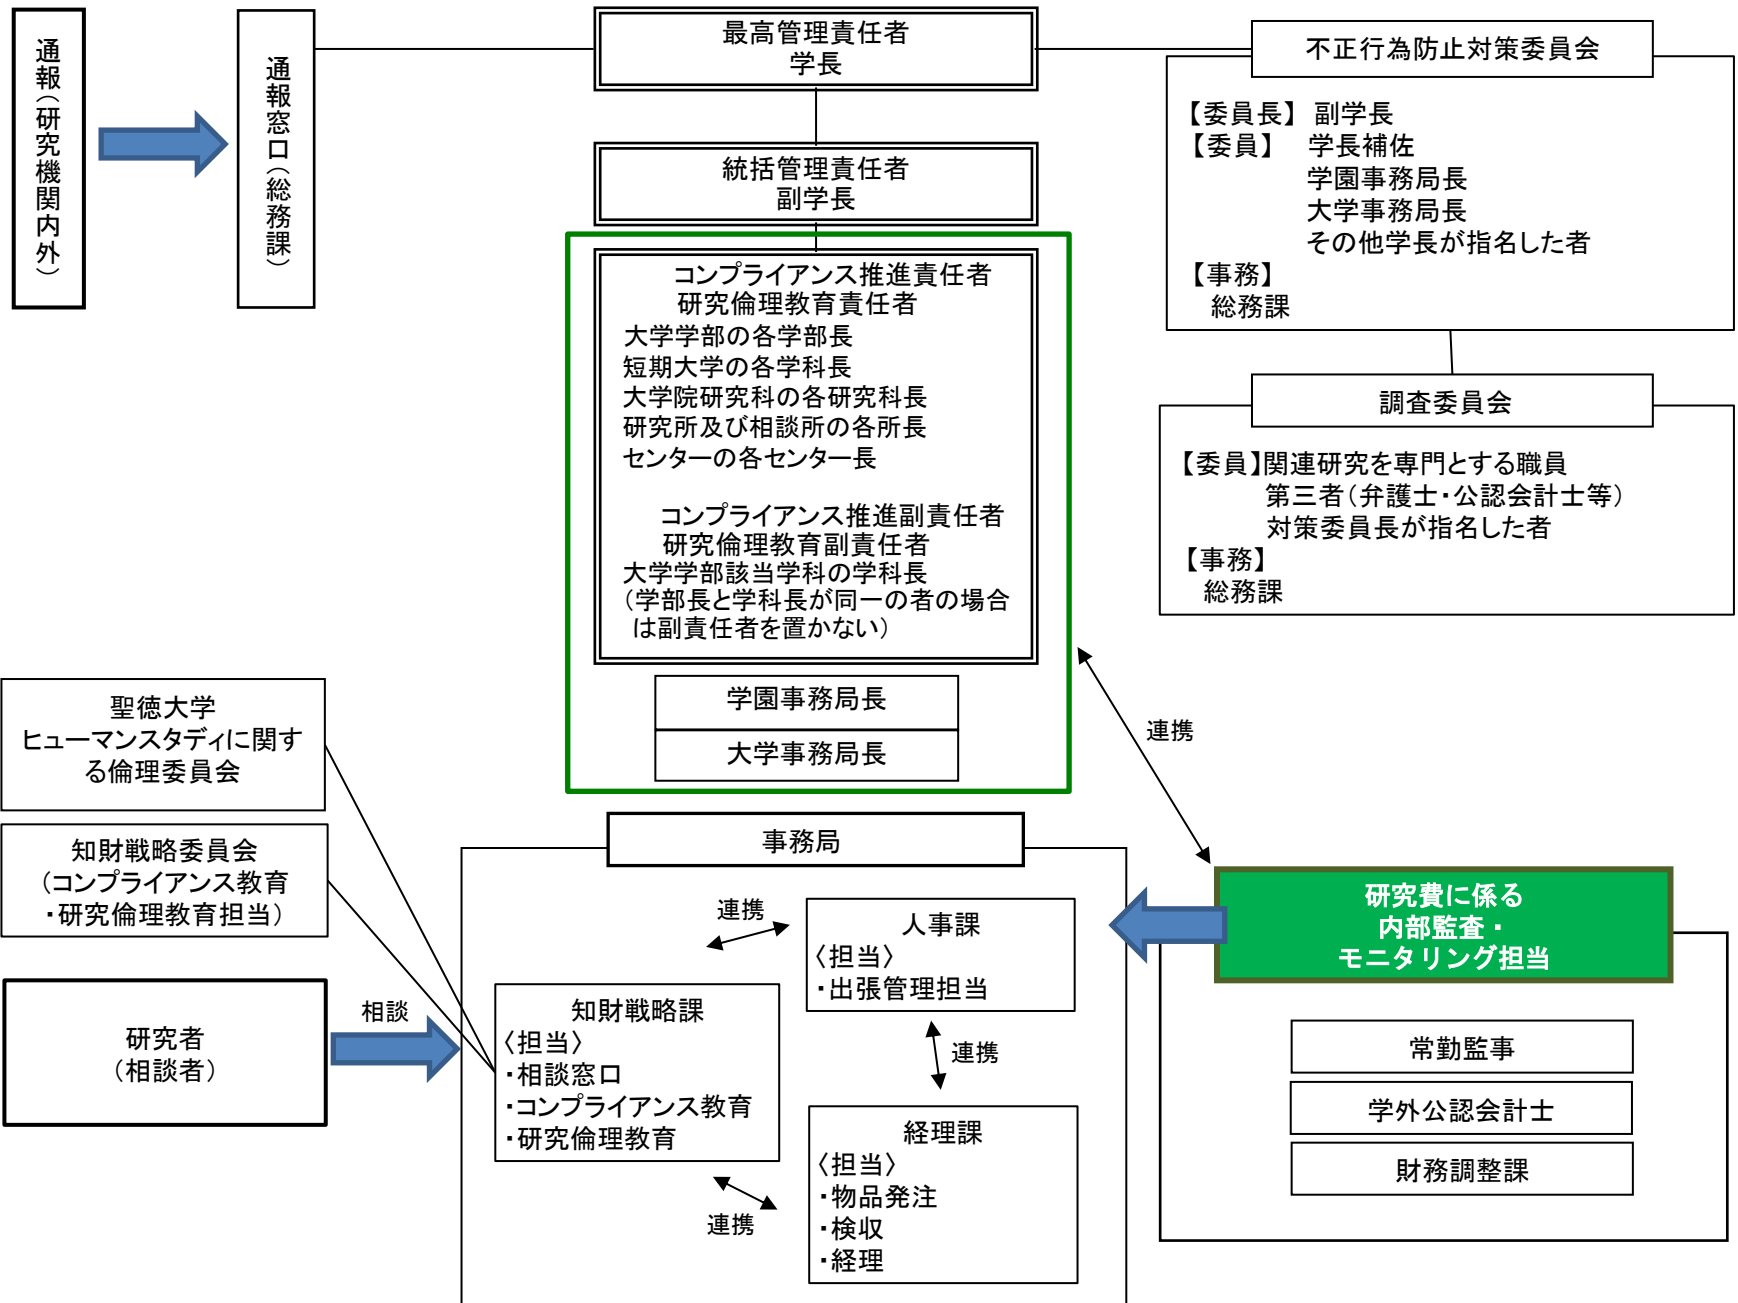 通報（研究機関内外）
通報窓口（総務課）
最高管理責任者
学長
統括管理責任者
副学長
コンプライアンス推進責任者
研究倫理教育責任者
大学学部の各学部長
短期大学の各学科長
大学院研究科の各研究科長
研究所及び相談所の各所長
センターの各センター長
コンプライアンス推進副責任者
研究倫理教育副責任者
大学学部該当学科の学科長
（学部長と学科長が同一の者の場合
は副責任者を置かない）
学園事務局長
大学事務局長
不正行為防止対策委員会
【委員長】 副学長
【委員】 学長補佐
学園事務局長
大学事務局長
その他学長が指名した者
【事務】
総務課
調査委員会
【委員】関連研究を専門とする職員
第三者（弁護士・公認会計士等）
対策委員長が指名した者
【事務】
総務課
連携
聖徳大学
ヒューマンスタディに関す
る倫理委員会
知財戦略委員会
（コンプライアンス教育
・研究倫理教育担当）
研究者
（相談者）
相談
事務局
連携
人事課
〈担当〉
・出張管理担当
知財戦略課
〈担当〉
・相談窓口
・コンプライアンス教育
・研究倫理教育
連携
連携
経理課
〈担当〉
・物品発注
・検収
・経理
研究費に係る
内部監査・
モニタリング担当
常勤監事
学外公認会計士
財務調整課